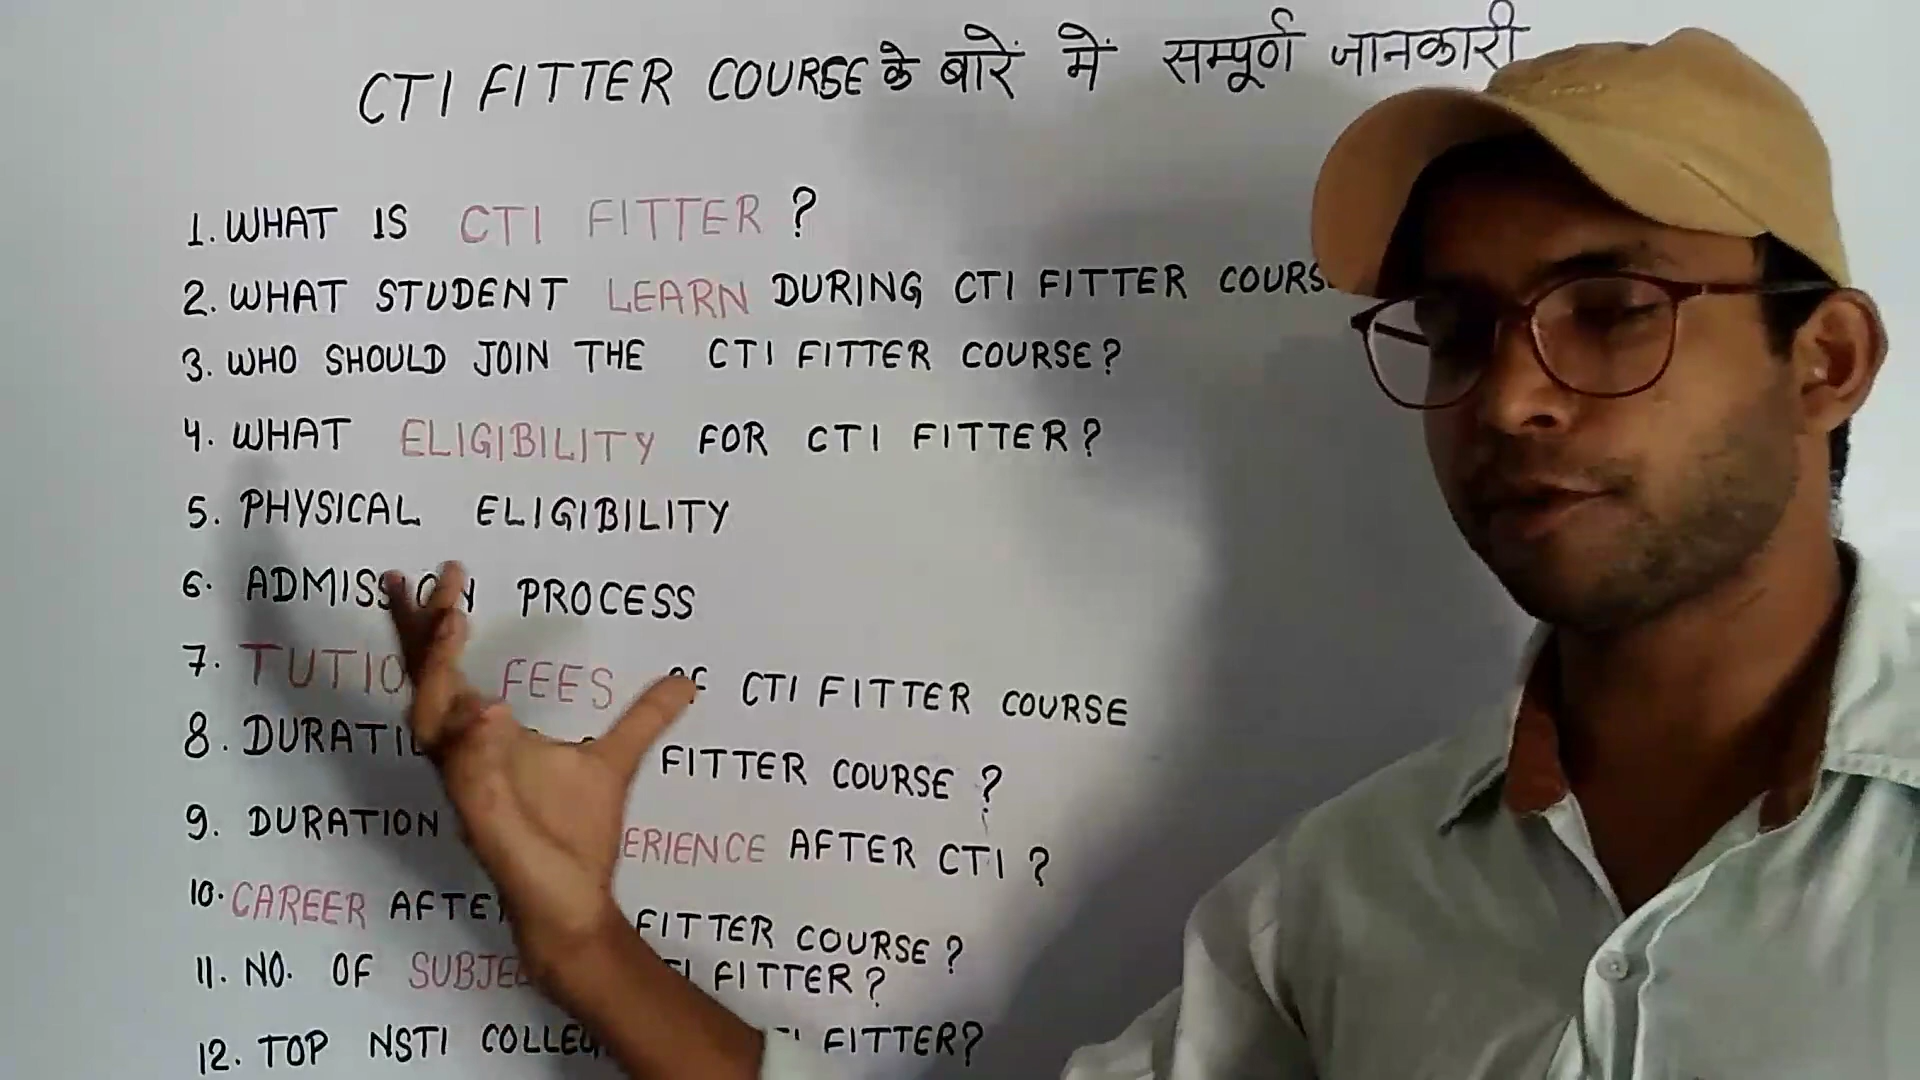 CTI FITTER COURSE के बारें में सम्पूर्ण जानकारी
1. WHAT IS CTI FITTER ?
2. WHAT STUDENT LEARN DURING CTI FITTER
3. WHO SHOULD JOIN THE CTI FITTER COURSE?
4. WHAT ELIGIBILITY FOR CTI FITTER?
5. PHYSICAL ELIGIBILITY
6. ADMISSION PROCESS
7. FEES OF CTI FITTER COURSE
8. FITTER COURSE ?
9. DURATION AFTER CTI ?
10. CAREER FITTER COURSE ?
11. NO. OF FITTER?
12. TOP NSTI FITTER?